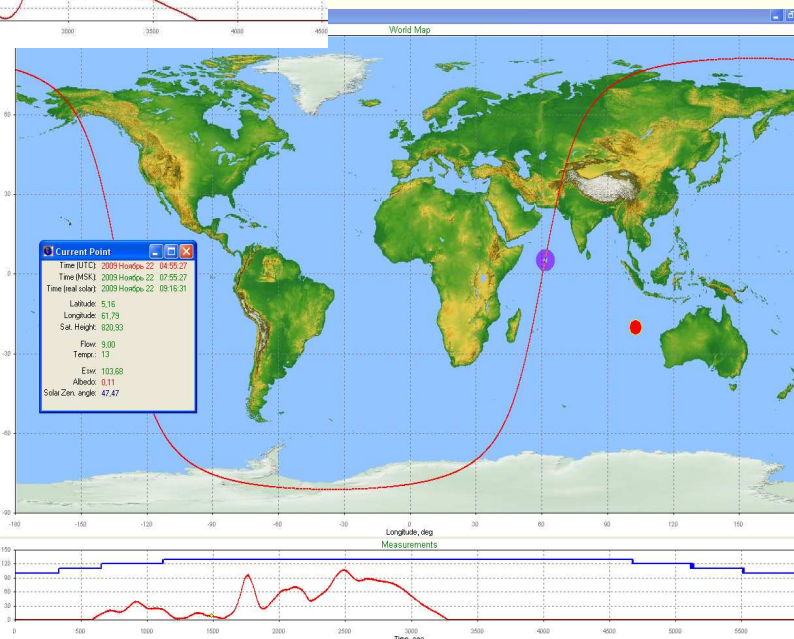 3000 3500 4000 4500
World Map
60
30
0
-30
-60
-90
-180 -150 -120 -90 -60 -30 0 30 60 90 120 150
Longitude, deg
Current Point
Time (UTC): 2009 Ноябрь 22 04:55:27
Time (MSK): 2009 Ноябрь 22 07:55:27
Time (real solar): 2009 Ноябрь 22 09:16:31
Latitude: 5,16
Longitude: 61,79
Sat. Height: 820,93
Flow: 9,00
Tempr.: 13
Esw: 103,68
Albedo: 0,11
Solar Zen. angle: 47,47
Measurements
150
120
90
60
30
0
0 500 1000 1500 2000 2500 3000 3500 4000 4500 5000 5500
Time, sec